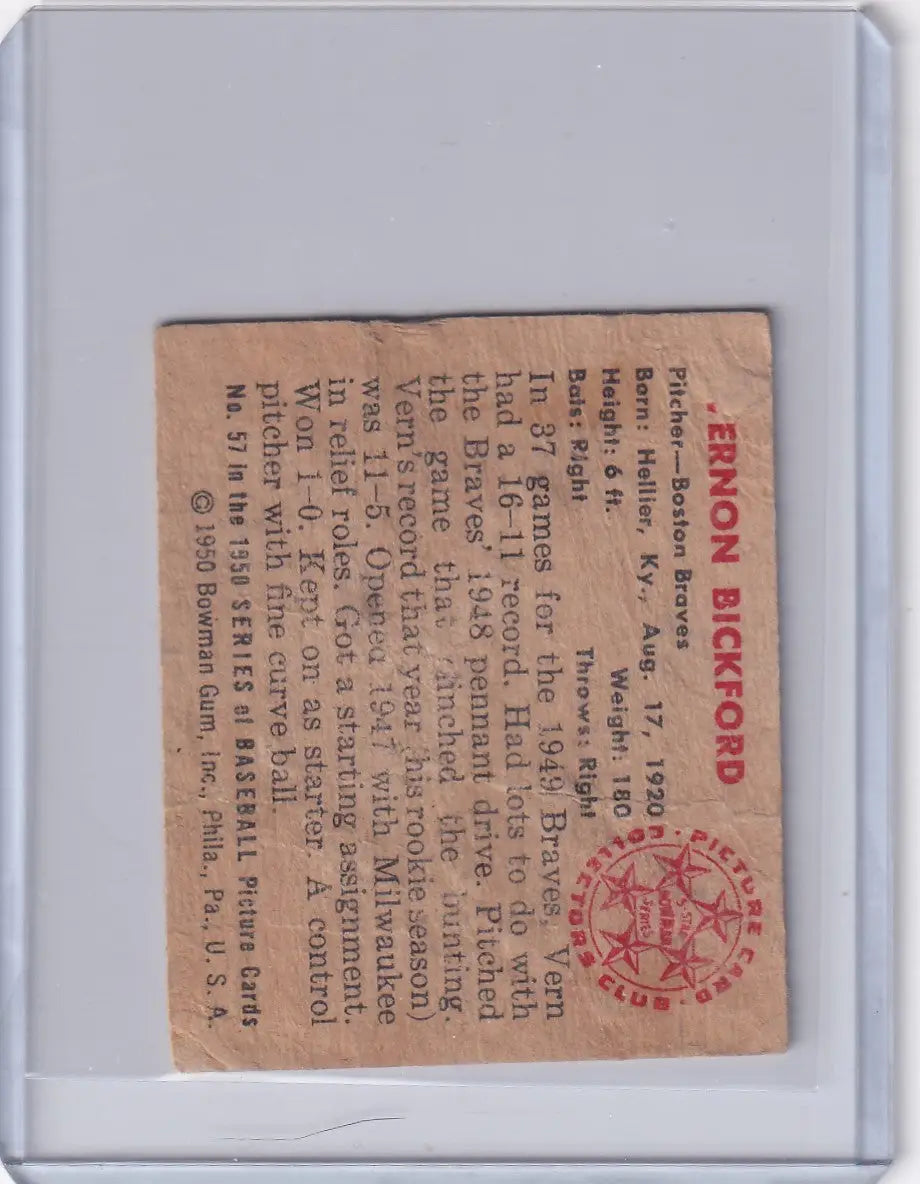 ERNON BICKFORD
Pitcher—Boston Braves
Born: Hellier, Ky., Aug. 17, 1920
Height: 6 ft. Weight: 180
Bats: Right Throws: Right
In 37 games for the 1949 Braves, Vern
had a 16-11 record. Had lots to do with
the Braves' 1948 pennant drive. Pitched
the game that clinched the bunting.
Vern's record that year (his rookie season)
was 11-5. Opened 1947 with Milwaukee
in relief roles. Got a starting assignment.
Won 1-0. Kept on as starter. A control
pitcher with fine curve ball.
No. 57 in the 1950 SERIES of BASEBALL Picture Cards
© 1950 Bowman Gum, Inc., Phila., Pa., U. S. A.
PICTURE CARD COLLECTORS CLUB
5-STAR
BOWMAN
SERIES